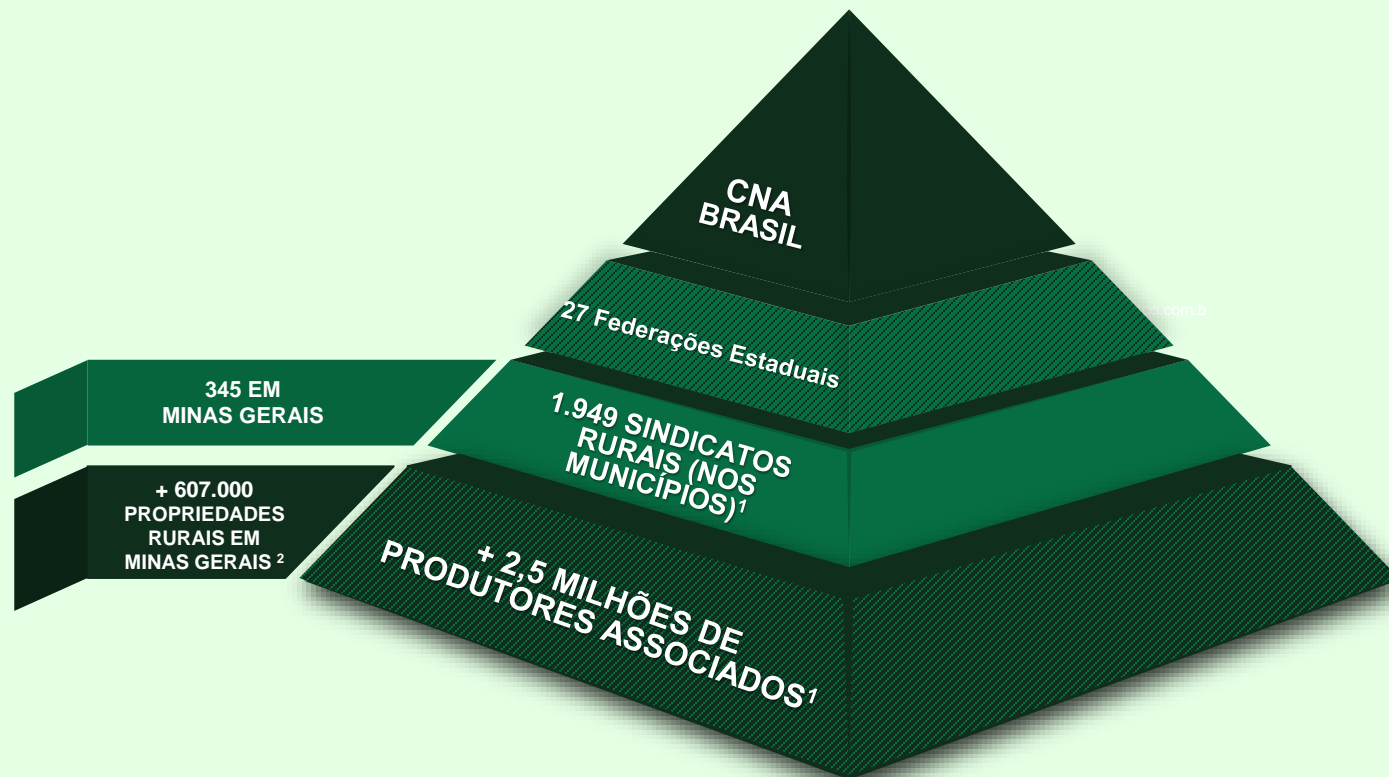 CNA
BRASIL
27 Federações Estaduais
345 EM
MINAS GERAIS
1.949 SINDICATOS
RURAIS (NOS
MUNICÍPIOS)¹
+ 607.000
PROPRIEDADES
RURAIS EM
MINAS GERAIS ²
+ 2,5 MILHÕES DE
PRODUTORES ASSOCIADOS¹